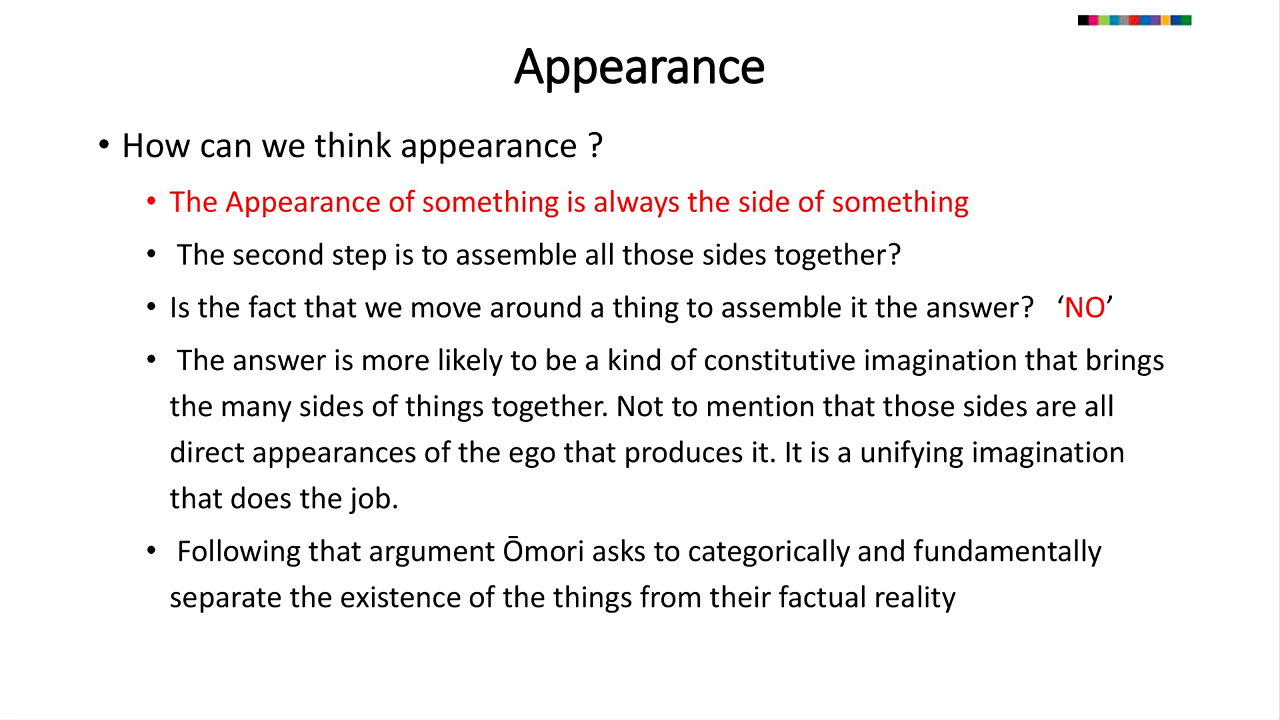 Appearance
• How can we think appearance ?
• The Appearance of something is always the side of something
• The second step is to assemble all those sides together?
• Is the fact that we move around a thing to assemble it the answer? ‘NO’
• The answer is more likely to be a kind of constitutive imagination that brings
the many sides of things together. Not to mention that those sides are all
direct appearances of the ego that produces it. It is a unifying imagination
that does the job.
• Following that argument Ōmori asks to categorically and fundamentally
separate the existence of the things from their factual reality